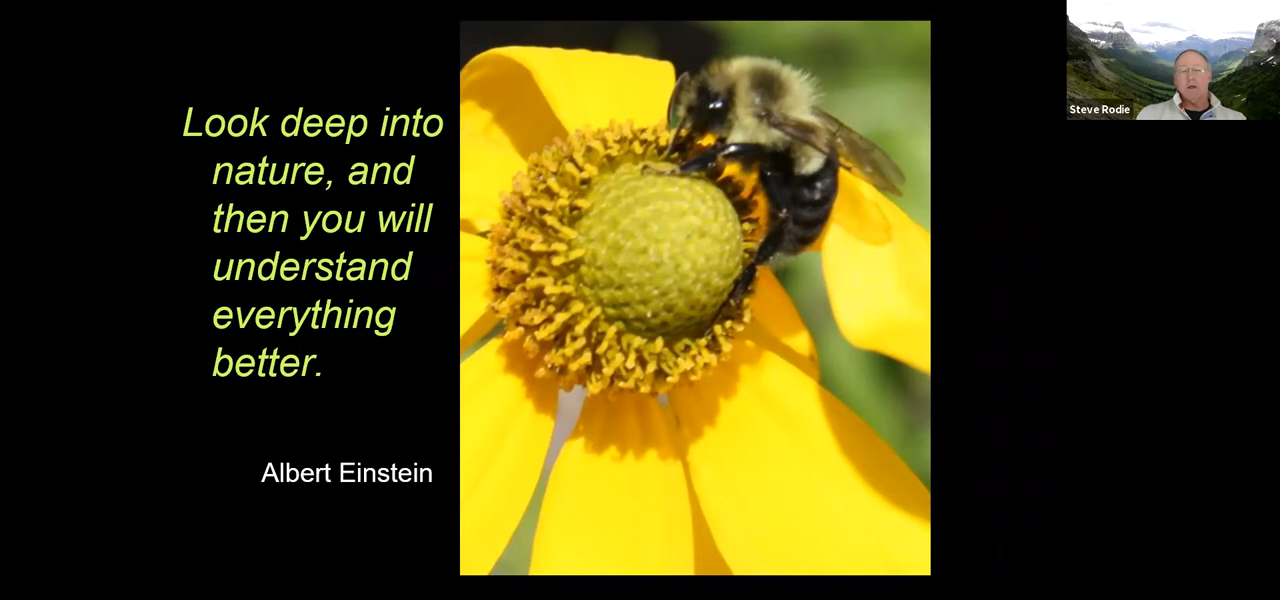 Look deep into
nature, and
then you will
understand
everything
better.
Albert Einstein
Steve Rodie